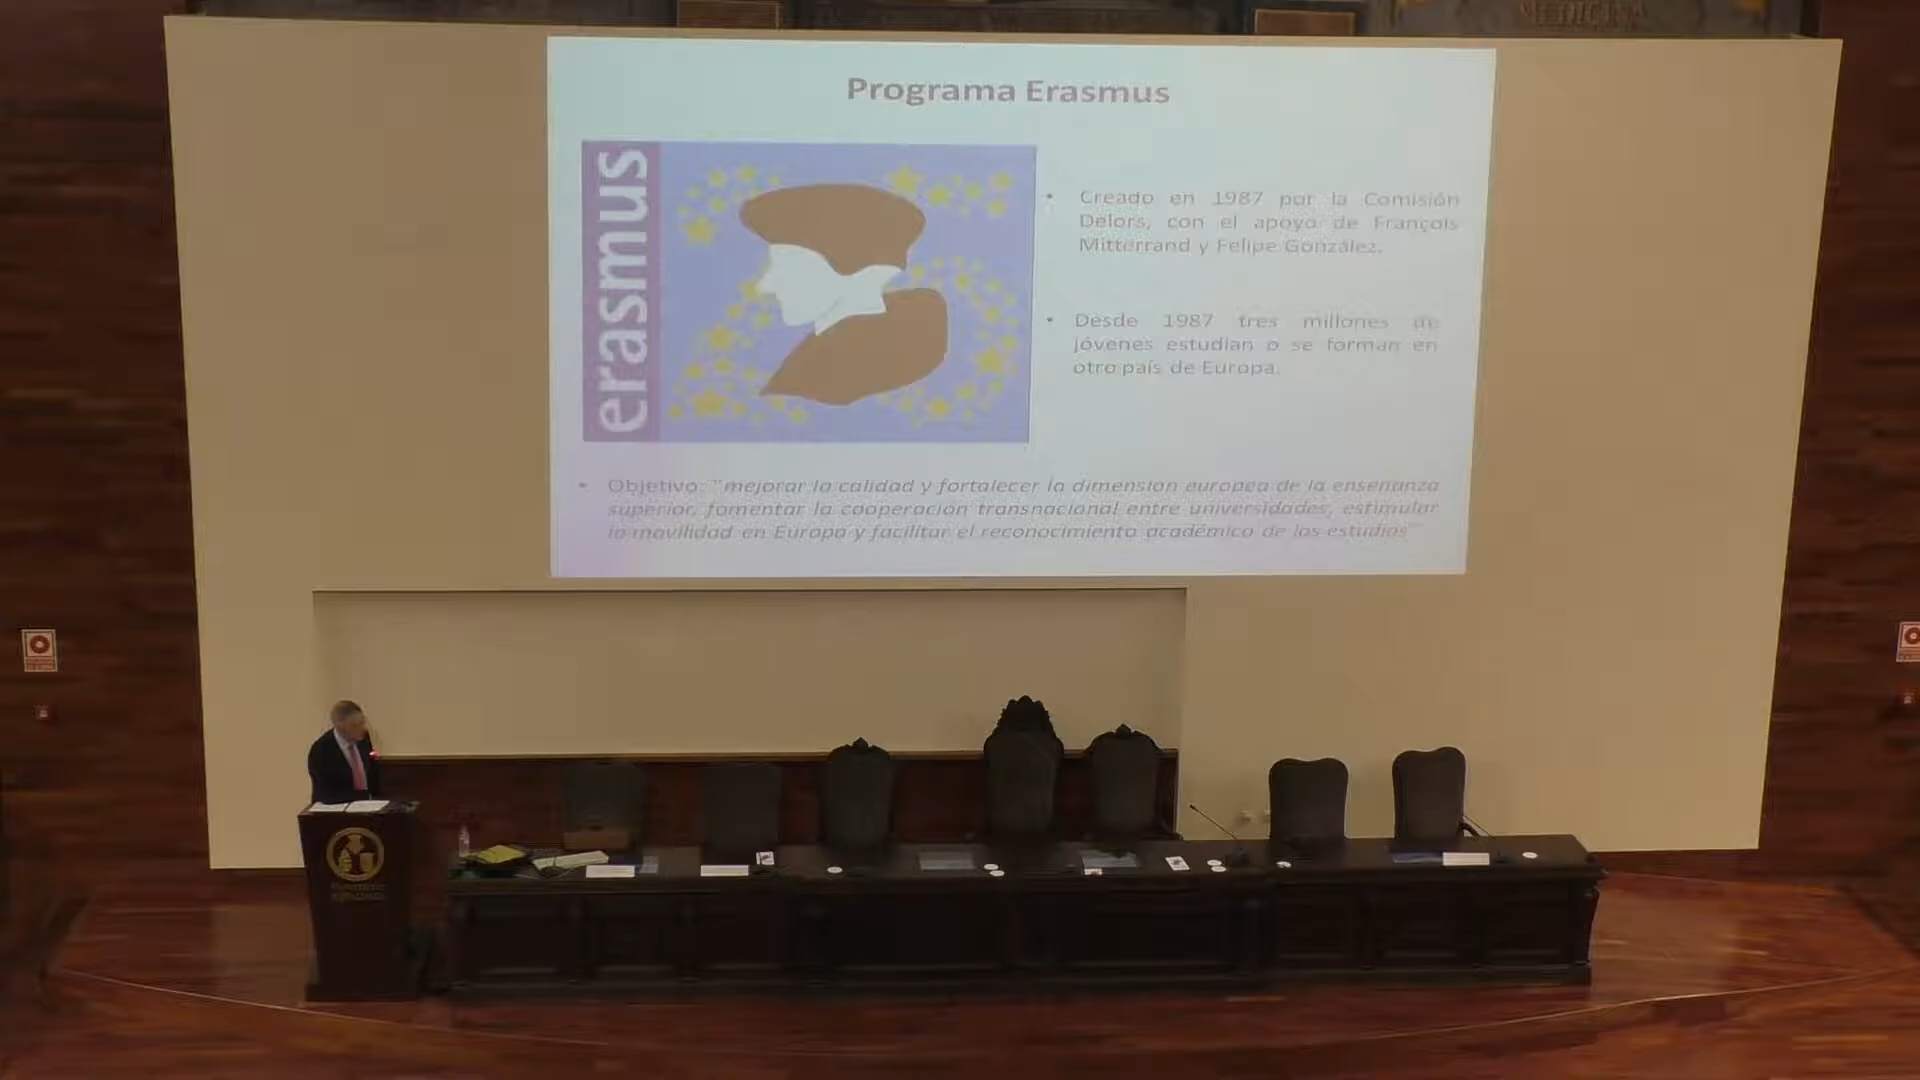 MEDICINA
Programa Erasmus
erasmus
• Creado en 1987 por la Comisión
Delors, con el apoyo de François
Mitterrand y Felipe González.
• Desde 1987 tres millones de
jóvenes estudian o se forman en
otro país de Europa.
• Objetivo: "mejorar la calidad y fortalecer la dimensión europea de la enseñanza
superior, fomentar la cooperación transnacional entre universidades, estimular
la movilidad en Europa y facilitar el reconocimiento académico de los estudios"